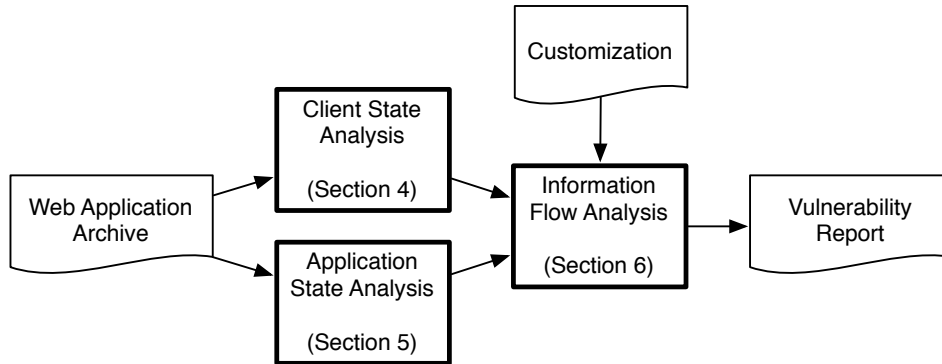 Customization
Client State
Analysis
(Section 4)
Web Application
Archive
Information
Flow Analysis
(Section 6)
Vulnerability
Report
Application
State Analysis
(Section 5)